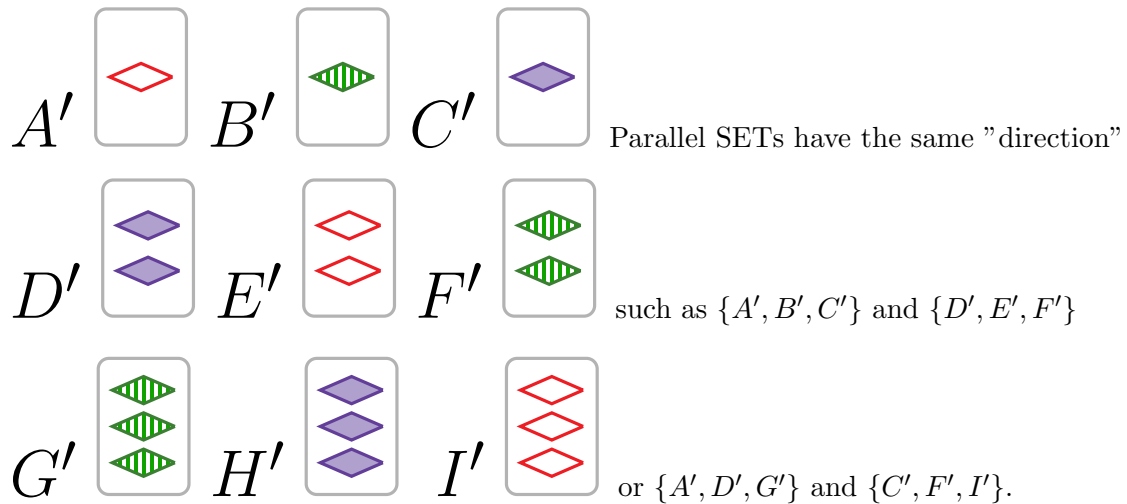 A′ B′ C′ Parallel SETs have the same ”direction”
D′ E′ F′ such as {A′, B′, C′} and {D′, E′, F′}
G′ H′ I′ or {A′, D′, G′} and {C′, F′, I′}.